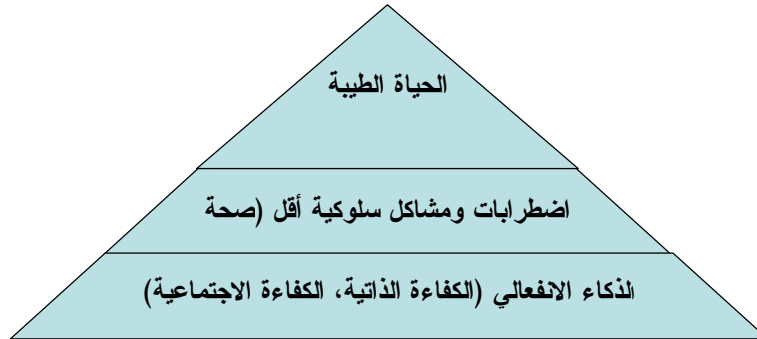 الحياة الطيبة
اضطرابات ومشاكل سلوكية أقل (صحة
الذكاء الانفعالي (الكفاءة الذاتية، الكفاءة الاجتماعية)